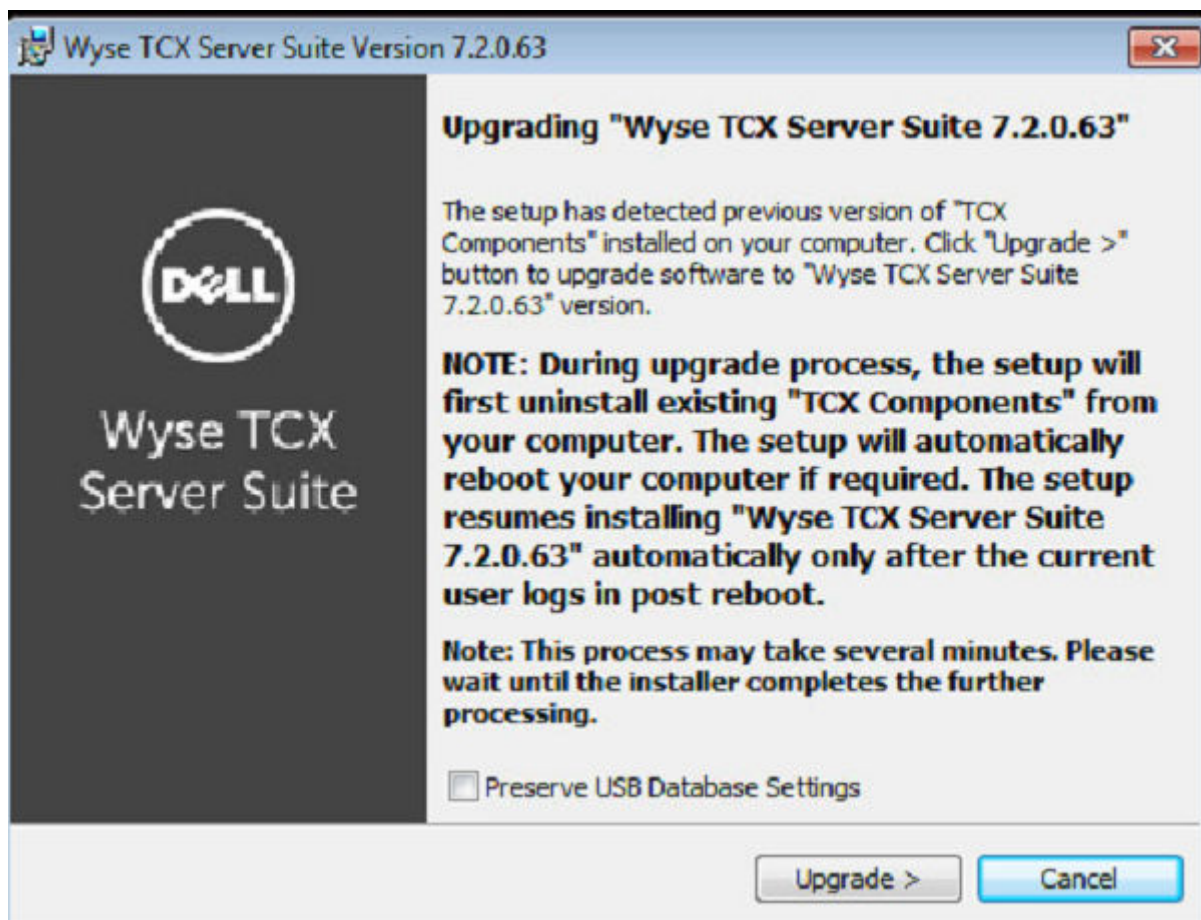 Wyse TCX Server Suite Version 7.2.0.63
DELL
Wyse TCX
Server Suite
Upgrading "Wyse TCX Server Suite 7.2.0.63"
The setup has detected previous version of "TCX
Components" installed on your computer. Click "Upgrade >"
button to upgrade software to "Wyse TCX Server Suite
7.2.0.63" version.
NOTE: During upgrade process, the setup will
first uninstall existing "TCX Components" from
your computer. The setup will automatically
reboot your computer if required. The setup
resumes installing "Wyse TCX Server Suite
7.2.0.63" automatically only after the current
user logs in post reboot.
Note: This process may take several minutes. Please
wait until the installer completes the further
processing.
Preserve USB Database Settings
Upgrade >
Cancel